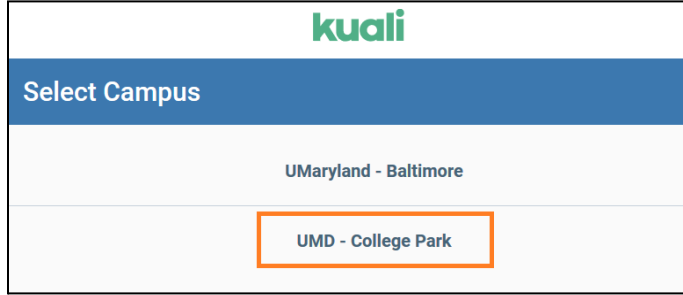 kuali
Select Campus
UMaryland - Baltimore
UMD - College Park